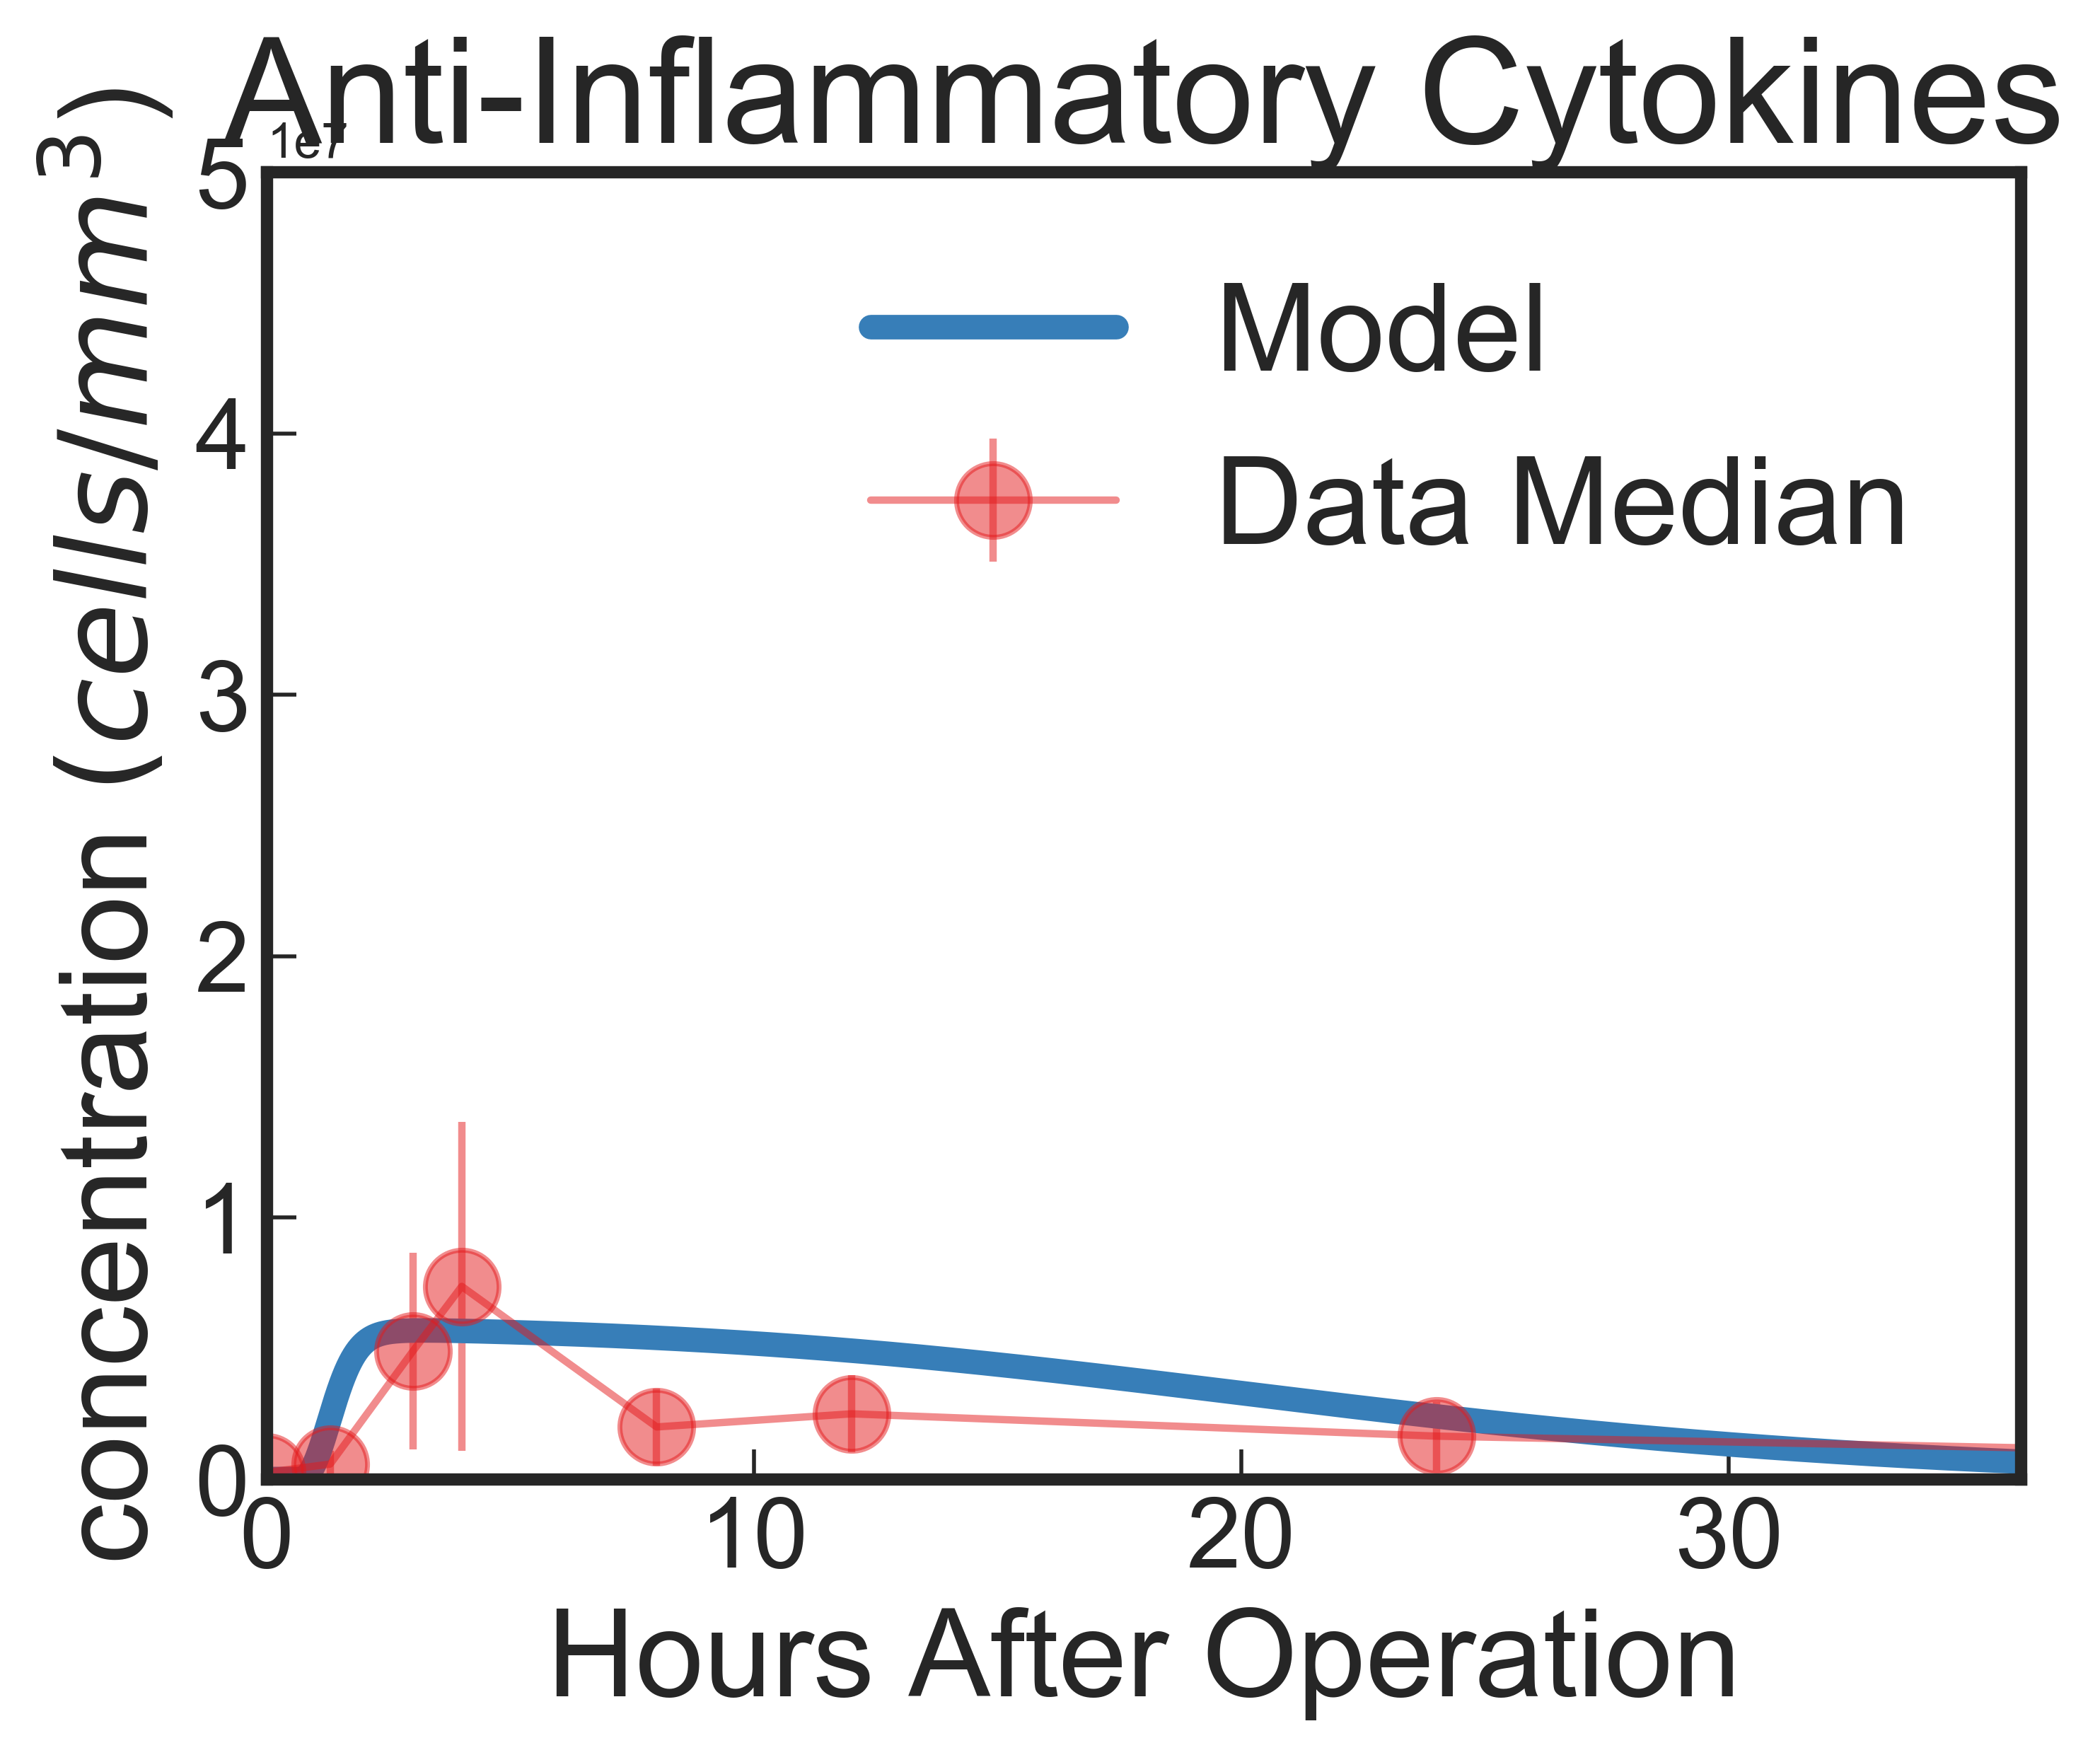 Anti-Inflammatory Cytokines
1e7
concentration (cells/mm³)
5
4
3
2
1
0
Model
Data Median
0 10 20 30
Hours After Operation